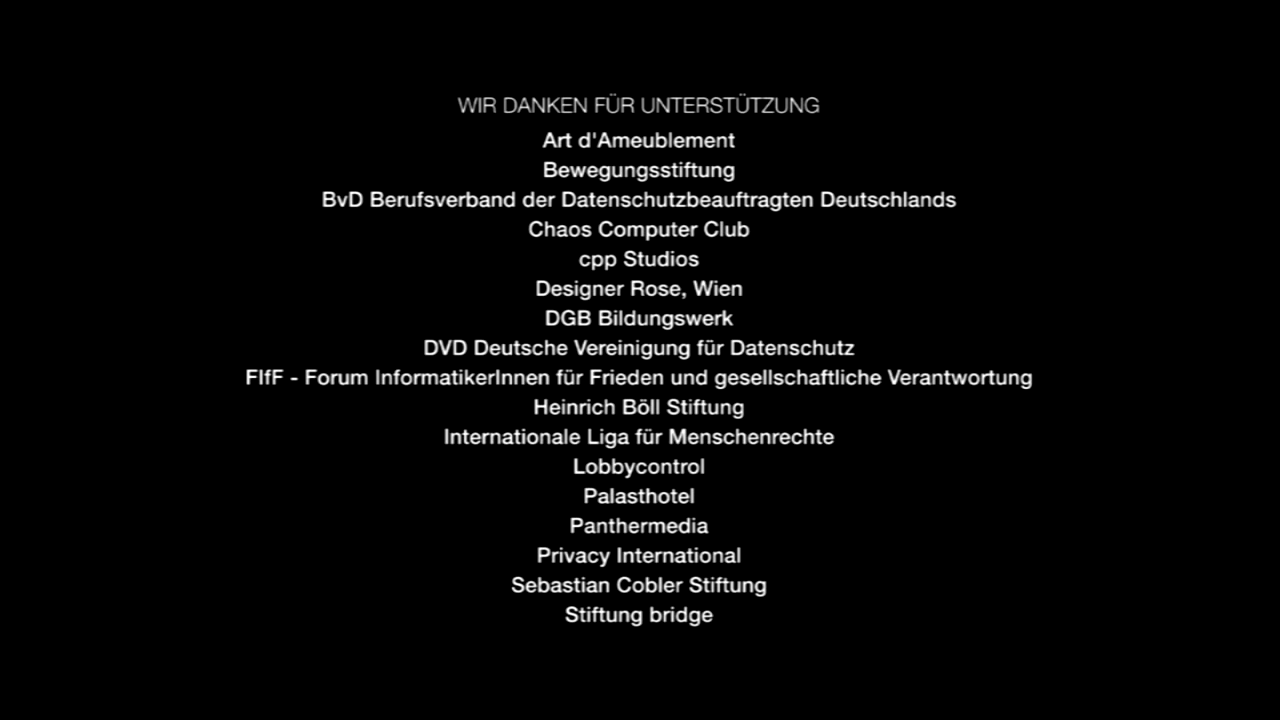 WIR DANKEN FÜR UNTERSTÜTZUNG
Art d'Ameublement
Bewegungsstiftung
BvD Berufsverband der Datenschutzbeauftragten Deutschlands
Chaos Computer Club
cpp Studios
Designer Rose, Wien
DGB Bildungswerk
DVD Deutsche Vereinigung für Datenschutz
FIfF - Forum InformatikerInnen für Frieden und gesellschaftliche Verantwortung
Heinrich Böll Stiftung
Internationale Liga für Menschenrechte
Lobbycontrol
Palasthotel
Panthermedia
Privacy International
Sebastian Cobler Stiftung
Stiftung bridge